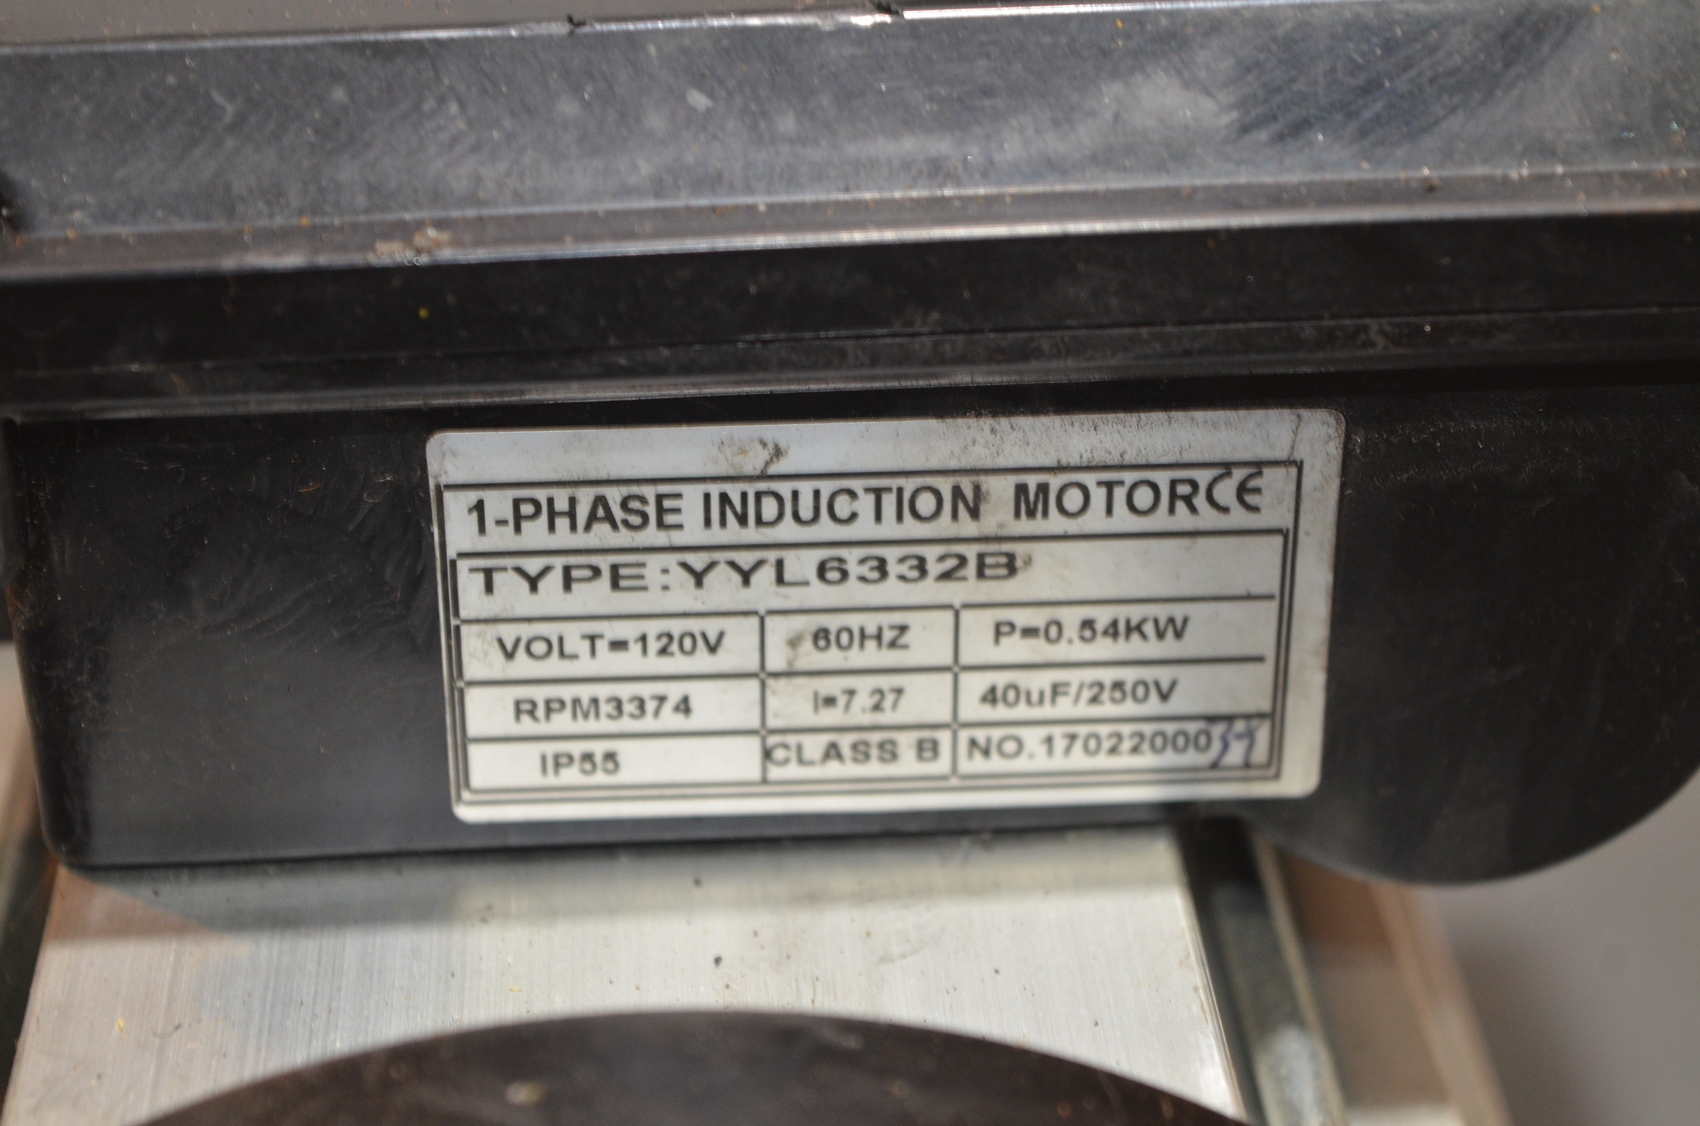 1-PHASE INDUCTION MOTOR CE
TYPE:YYL6332B
VOLT=120V 60HZ P=0.54KW
RPM3374 I=7.27 40uF/250V
IP55 CLASS B NO.17022000